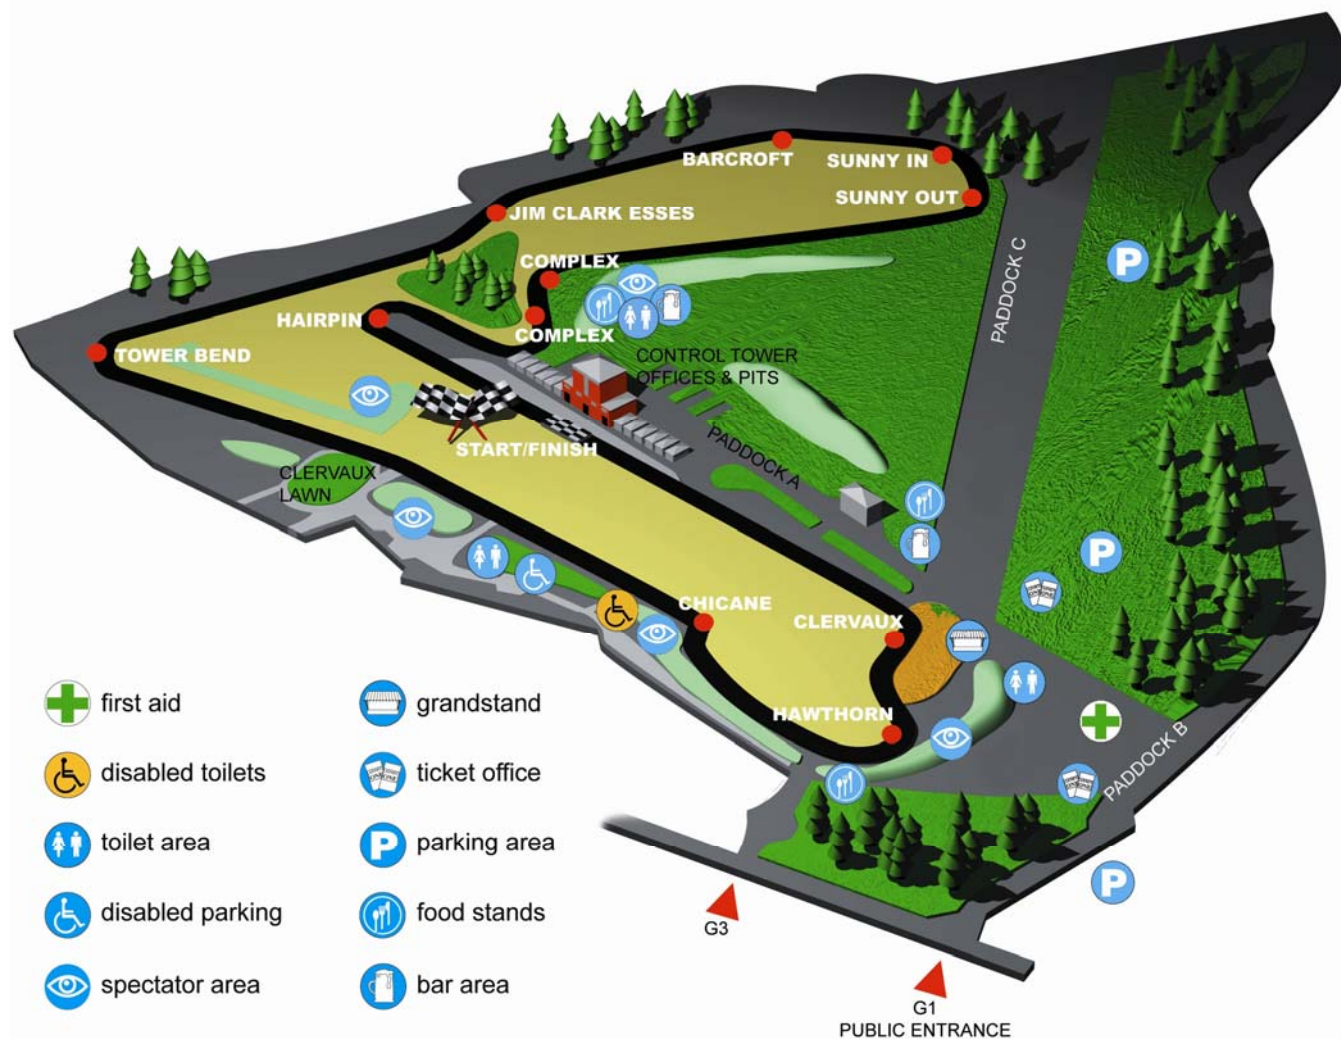 BARCROFT
SUNNY IN
SUNNY OUT
JIM CLARK ESSES
COMPLEX
COMPLEX
HAIRPIN
TOWER BEND
CONTROL TOWER
OFFICES & PITS
PADDOCK C
START/FINISH
PADDOCK A
CLERVAUX
LAWN
CHICANE
CLERVAUX
HAWTHORN
PADDOCK B
P
P
P
first aid
disabled toilets
toilet area
disabled parking
spectator area
grandstand
ticket office
P
parking area
food stands
bar area
G3
G1
PUBLIC ENTRANCE